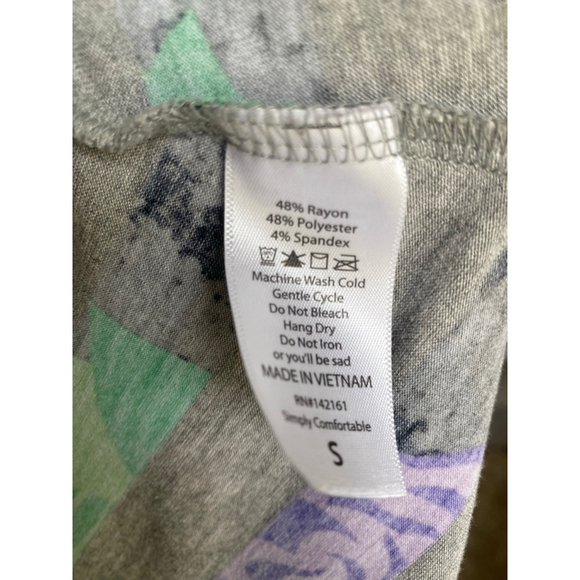 48% Rayon
48% Polyester
4% Spandex
Machine Wash Cold
Gentle Cycle
Do Not Bleach
Hang Dry
Do Not Iron
or you'll be sad
MADE IN VIETNAM
RN#142161
Simply Comfortable
S